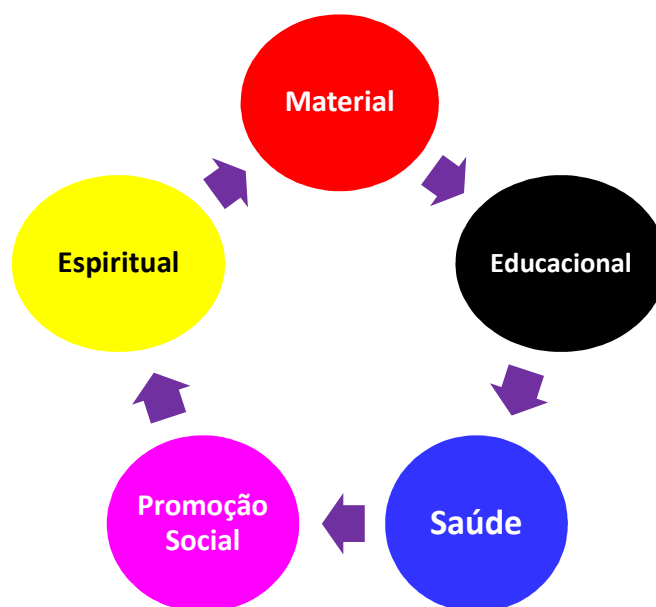 Material
Educacional
Saúde
Promoção
Social
Espiritual